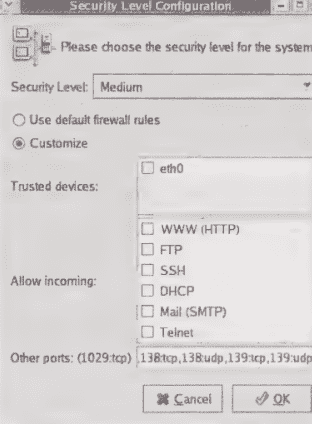 Security Level Configuration
Please choose the security level for the system
Security Level: Medium
Use default firewall rules
Customize
Trusted devices:
eth0
Allow incoming:
WWW (HTTP)
FTP
SSH
DHCP
Mail (SMTP)
Telnet
Other ports: (1029:tcp) ,138:tcp,138:udp,139:tcp,139:udp
Cancel
OK